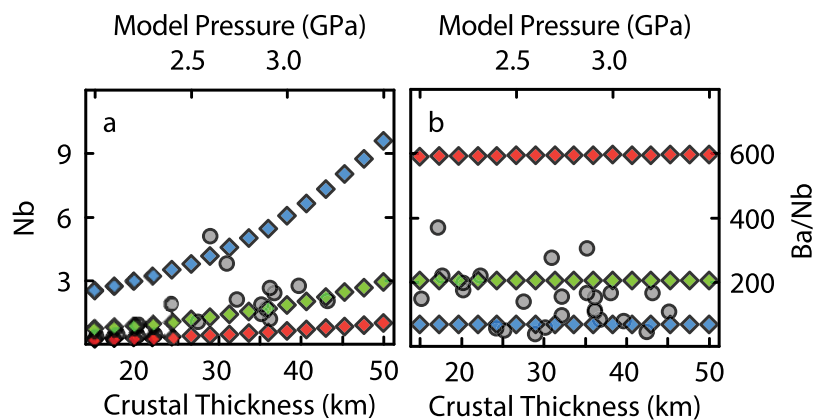 Model Pressure (GPa) Model Pressure (GPa)
2.5 3.0 2.5 3.0
a b
9 600
6 400
3 200
Nb Ba/Nb
20 30 40 50 20 30 40 50
Crustal Thickness (km) Crustal Thickness (km)